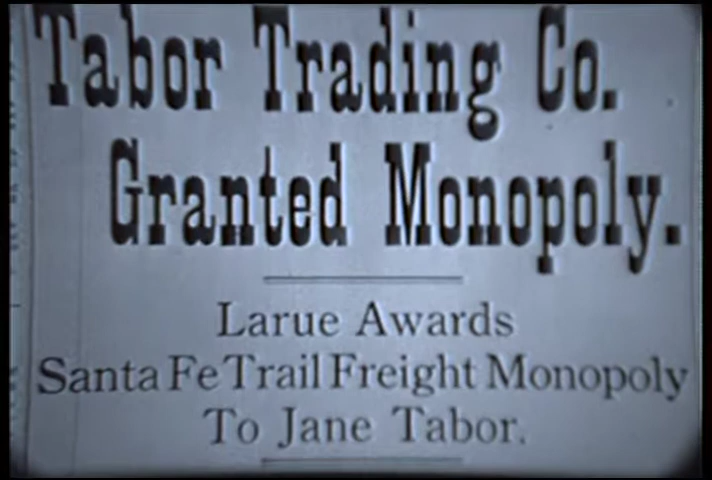 Tabor Trading Co.
Granted Monopoly.
Larue Awards
Santa Fe Trail Freight Monopoly
To Jane Tabor.